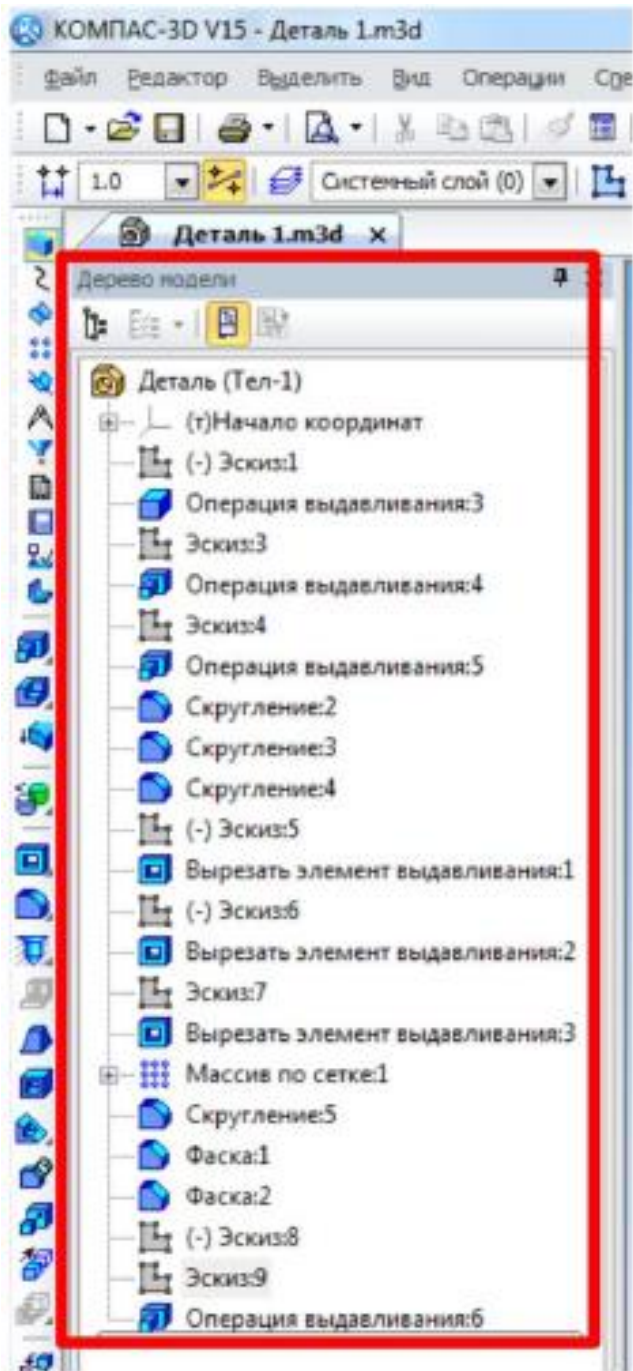 КОМПАС-3D V15 - Деталь 1.m3d
Файл Редактор Выделить Вид Операции Спе
1.0 Системный слой (0)
Деталь 1.m3d
Дерево модели
Деталь (Тел-1)
(т)Начало координат
(-) Эскиз:1
Операция выдавливания:3
Эскиз:3
Операция выдавливания:4
Эскиз:4
Операция выдавливания:5
Скругление:2
Скругление:3
Скругление:4
(-) Эскиз:5
Вырезать элемент выдавливания:1
(-) Эскиз:6
Вырезать элемент выдавливания:2
Эскиз:7
Вырезать элемент выдавливания:3
Массив по сетке:1
Скругление:5
Фаска:1
Фаска:2
(-) Эскиз:8
Эскиз:9
Операция выдавливания:6